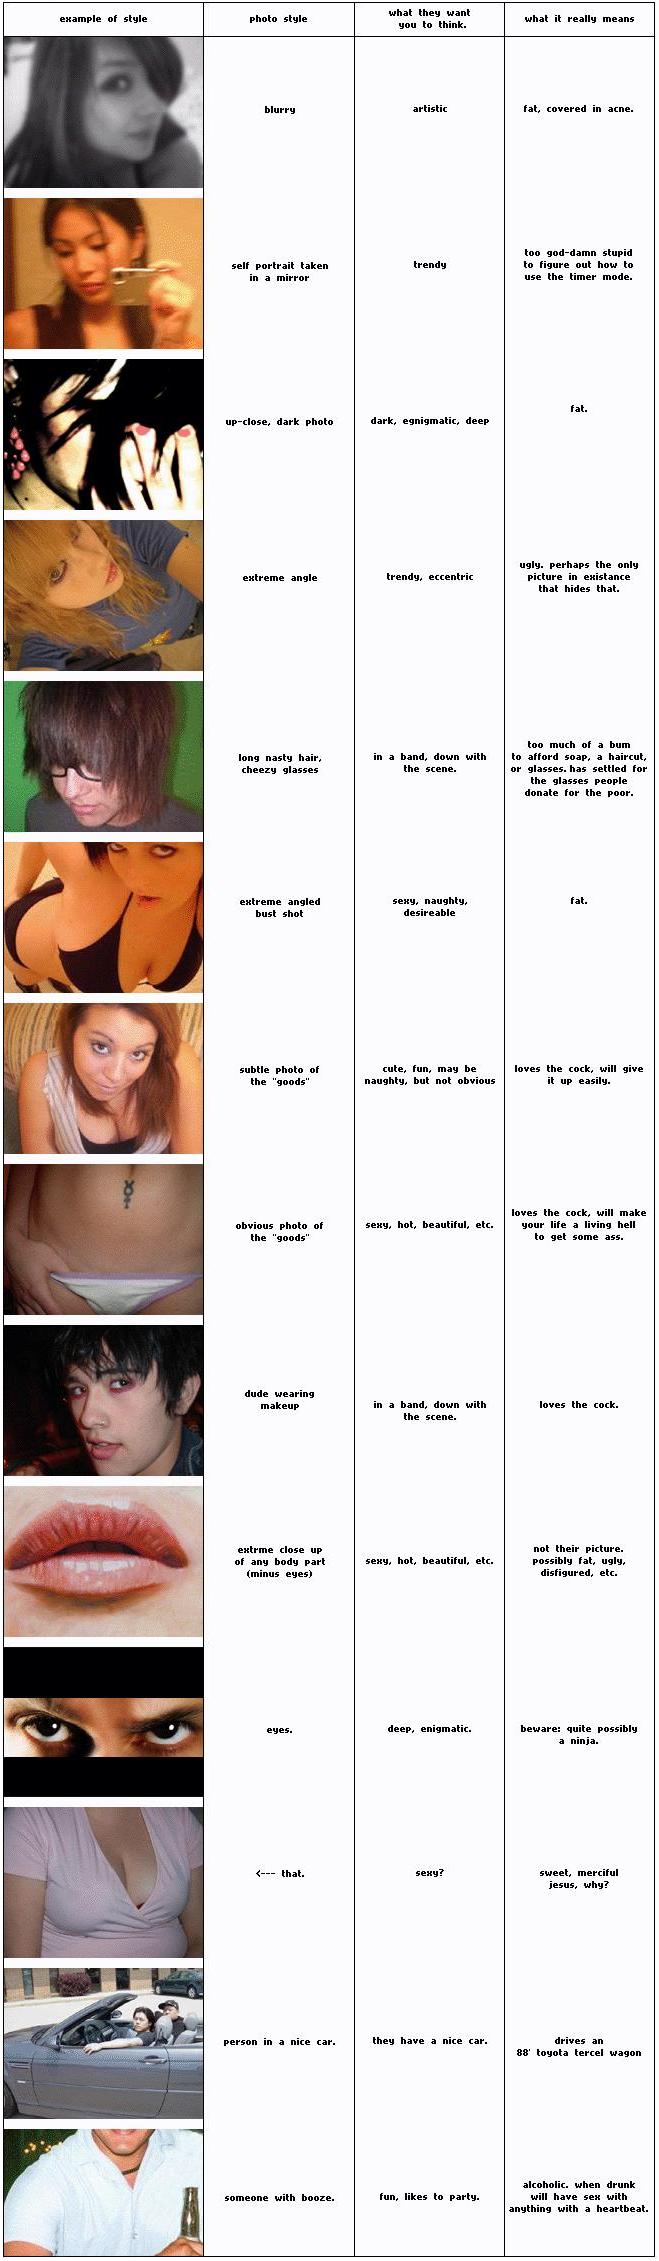 example of style
photo style
what they want
you to think.
what it really means
blurry
artistic
fat, covered in acne.
self portrait taken
in a mirror
trendy
too god-damn stupid
to figure out how to
use the timer mode.
up-close, dark photo
dark, egnigmatic, deep
fat.
extreme angle
trendy, eccentric
ugly. perhaps the only
picture in existance
that hides that.
long nasty hair,
cheezy glasses
in a band, down with
the scene.
too much of a bum
to afford soap, a haircut,
or glasses. has settled for
the glasses people
donate for the poor.
extreme angled
bust shot
sexy, naughty,
desireable
fat.
subtle photo of
the "goods"
cute, fun, may be
naughty, but not obvious
loves the cock, will give
it up easily.
obvious photo of
the "goods"
sexy, hot, beautiful, etc.
loves the cock, will make
your life a living hell
to get some ass.
dude wearing
makeup
in a band, down with
the scene.
loves the cock.
extrme close up
of any body part
(minus eyes)
sexy, hot, beautiful, etc.
not their picture.
possibly fat, ugly,
disfigured, etc.
eyes.
deep, enigmatic.
beware: quite possibly
a ninja.
<--- that.
sexy?
sweet, merciful
jesus, why?
person in a nice car.
they have a nice car.
drives an
88' toyota tercel wagon
someone with booze.
fun, likes to party.
alcoholic. when drunk
will have sex with
anything with a heartbeat.